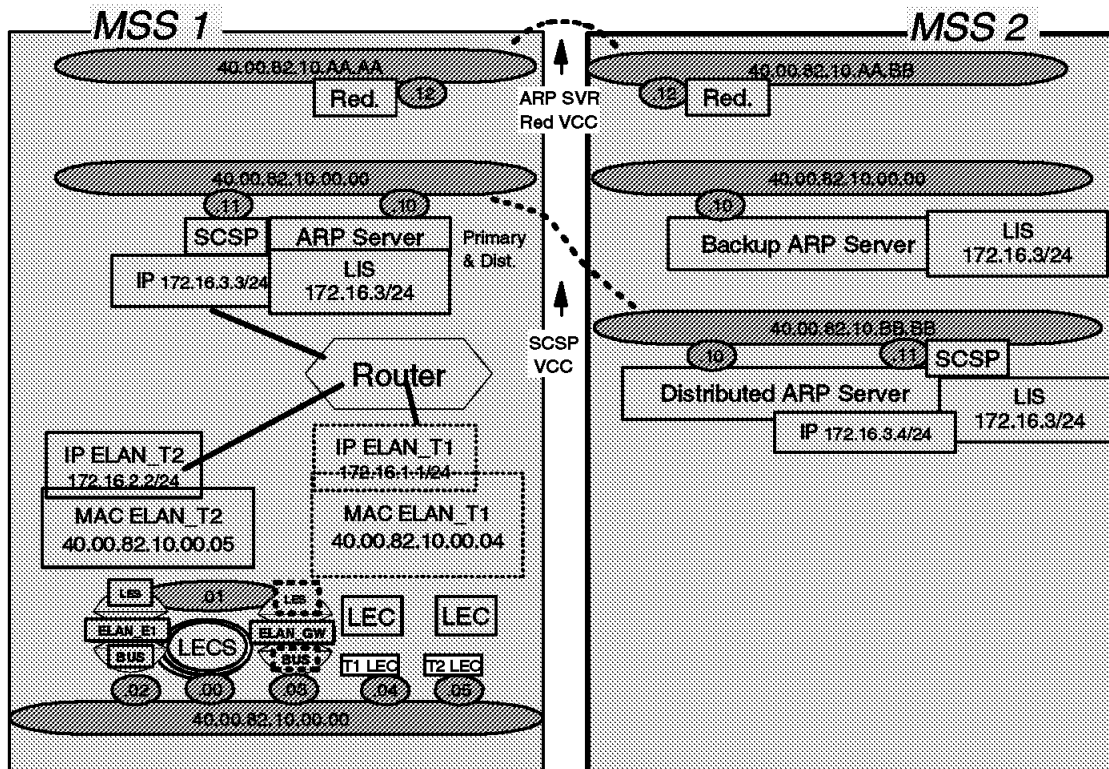 MSS 1
MSS 2
40.00.82.10.AA.AA
Red.
.12
ARP SVR
Red VCC
40.00.82.10.AA.BB
.12
Red.
40.00.82.10.00.00
.11
.10
SCSP
ARP Server
Primary
& Dist.
IP 172.16.3.3/24
LIS
172.16.3/24
40.00.82.10.00.00
.10
Backup ARP Server
LIS
172.16.3/24
SCSP
VCC
40.00.82.10.BB.BB
.10
.11
SCSP
Distributed ARP Server
LIS
172.16.3/24
IP 172.16.3.4/24
Router
IP ELAN_T2
172.16.2.2/24
MAC ELAN_T2
40.00.82.10.00.05
IP ELAN_T1
172.16.1.1/24
MAC ELAN_T1
40.00.82.10.00.04
LES
.01
LES
ELAN_E1
LECS
ELAN_GW
BUS
BUS
LEC
LEC
T1 LEC
T2 LEC
.02
.00
.03
.04
.05
40.00.82.10.00.00